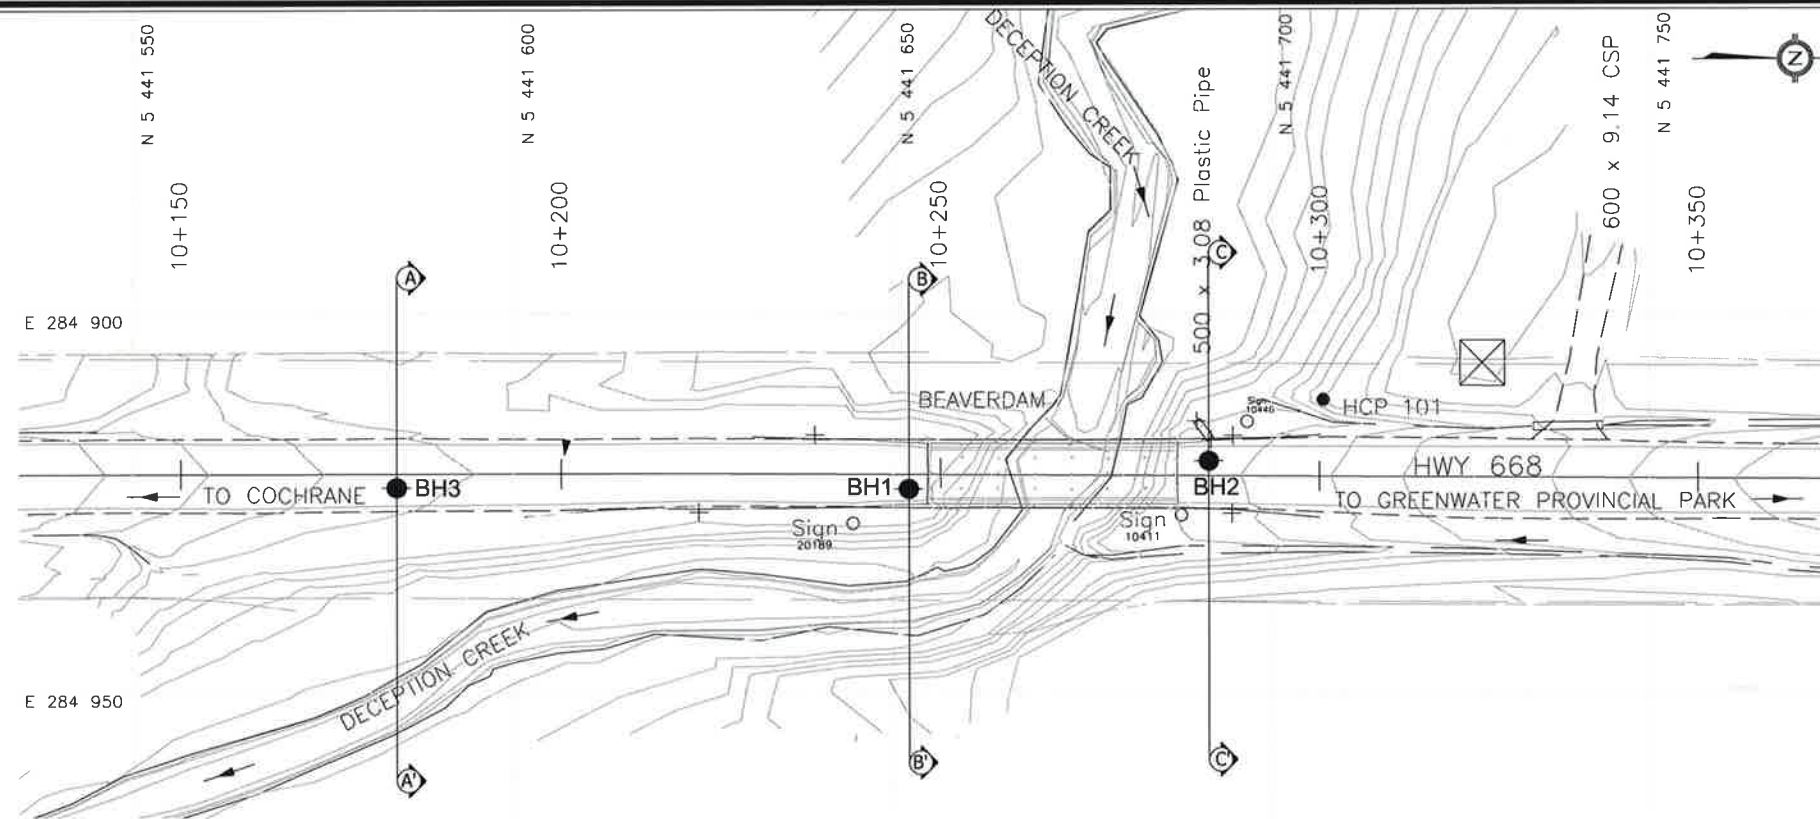 N 5 441 550
N 5 441 600
N 5 441 650
N 5 441 700
N 5 441 750
DECEPTION CREEK
500 x 3.08 Plastic Pipe
600 x 9.14 CSP
N
10+150
10+200
10+250
10+300
10+350
A
B
C
E 284 900
BEAVERDAM
Sign
10446
HCP 101
HWY 668
TO COCHRANE
BH3
BH1
BH2
TO GREENWATER PROVINCIAL PARK
Sign
20189
Sign
10411
DECEPTION CREEK
E 284 950
A'
B'
C'